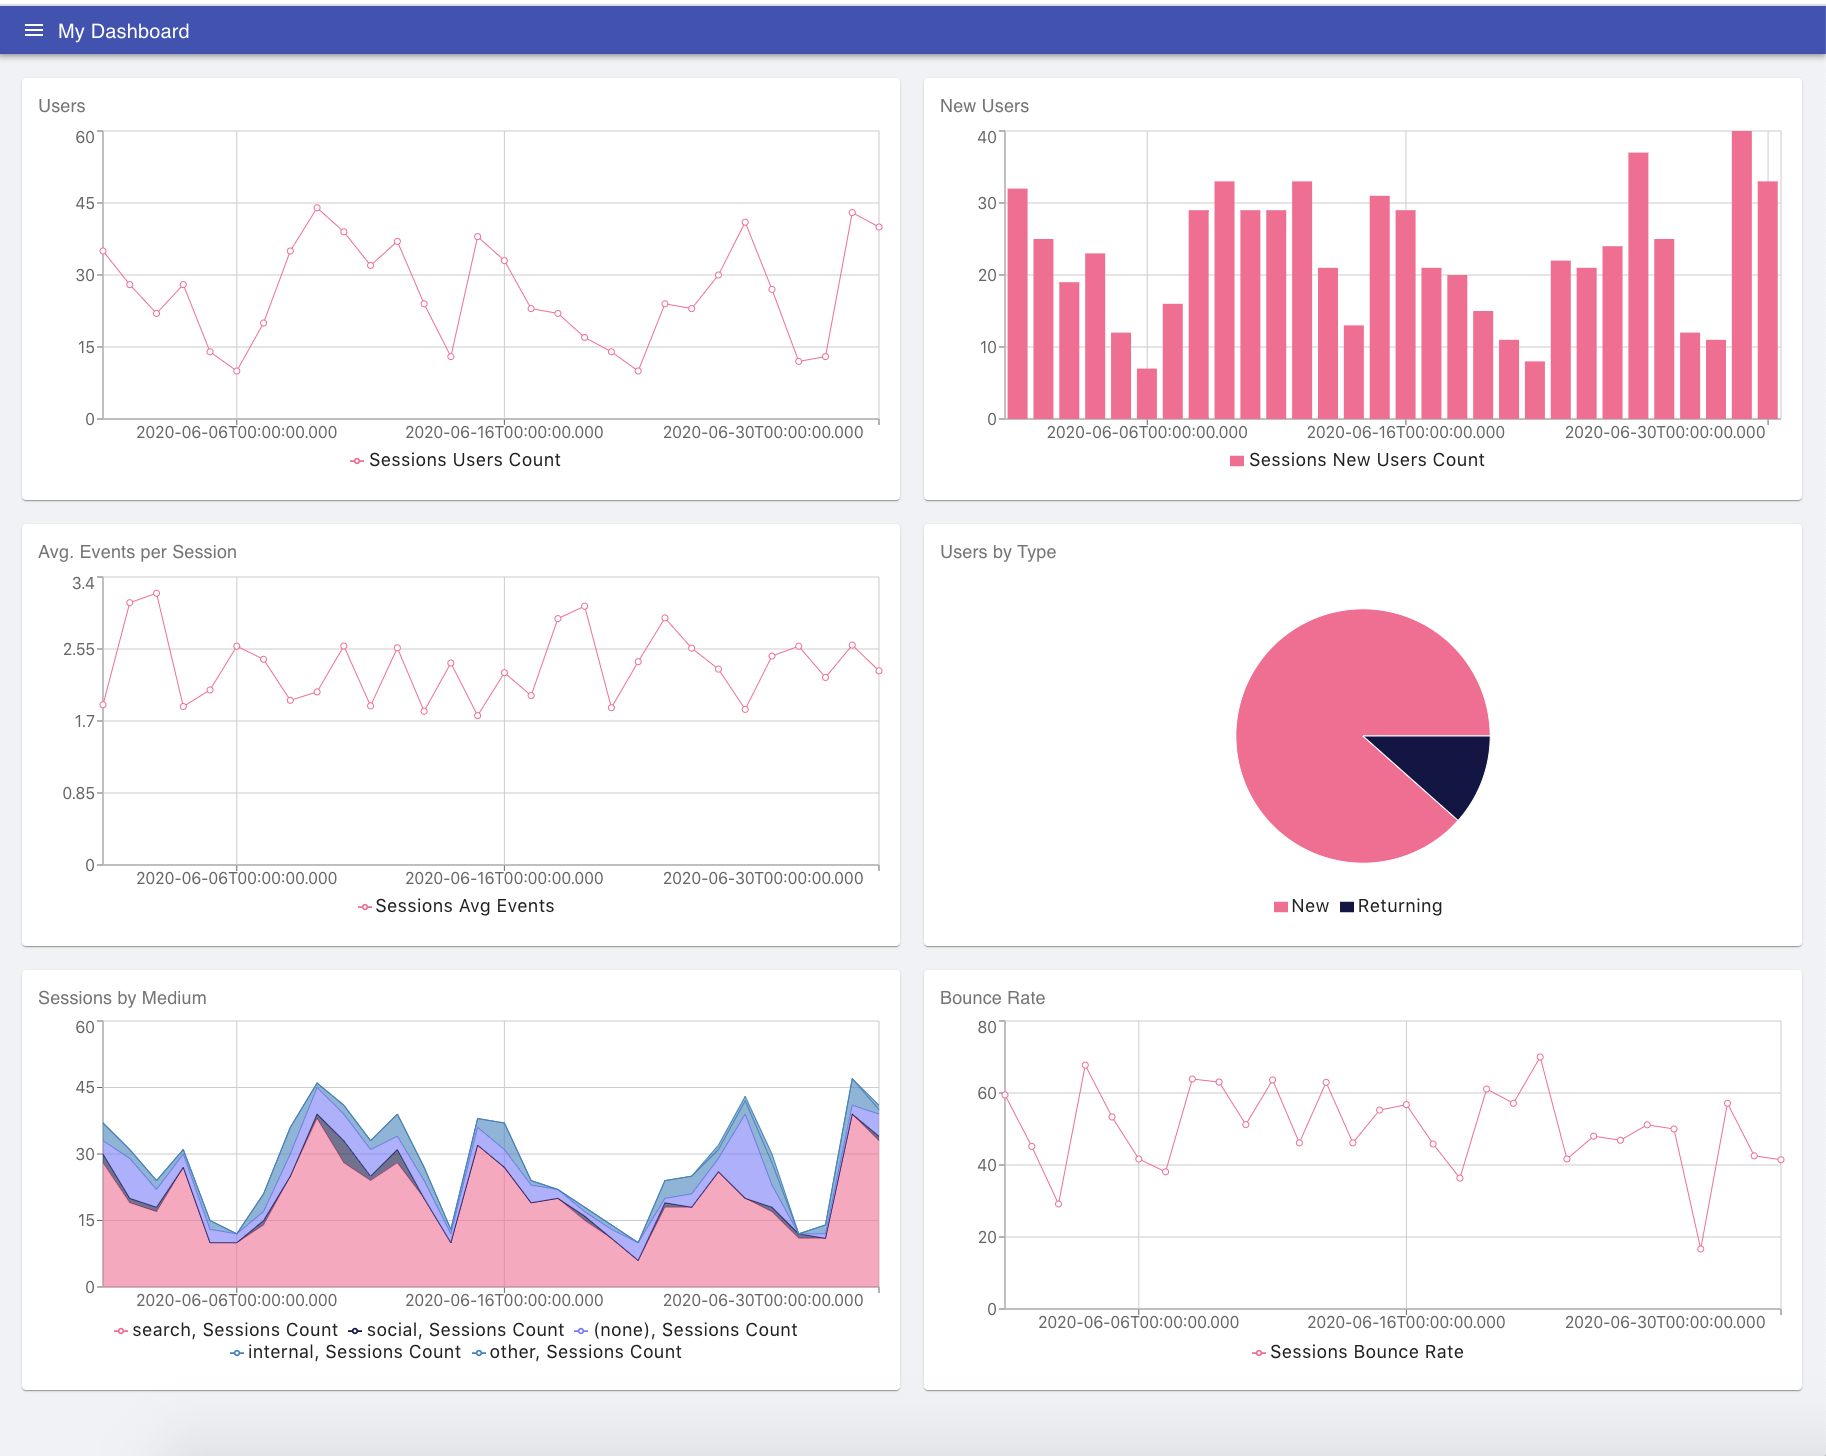 My Dashboard
Users
60
45
30
15
0
2020-06-06T00:00:00.000 2020-06-16T00:00:00.000 2020-06-30T00:00:00.000
Sessions Users Count
New Users
40
30
20
10
0
2020-06-06T00:00:00.000 2020-06-16T00:00:00.000 2020-06-30T00:00:00.000
Sessions New Users Count
Avg. Events per Session
3.4
2.55
1.7
0.85
0
2020-06-06T00:00:00.000 2020-06-16T00:00:00.000 2020-06-30T00:00:00.000
Sessions Avg Events
Users by Type
New Returning
Sessions by Medium
60
45
30
15
0
2020-06-06T00:00:00.000 2020-06-16T00:00:00.000 2020-06-30T00:00:00.000
search, Sessions Count social, Sessions Count (none), Sessions Count
internal, Sessions Count other, Sessions Count
Bounce Rate
80
60
40
20
0
2020-06-06T00:00:00.000 2020-06-16T00:00:00.000 2020-06-30T00:00:00.000
Sessions Bounce Rate